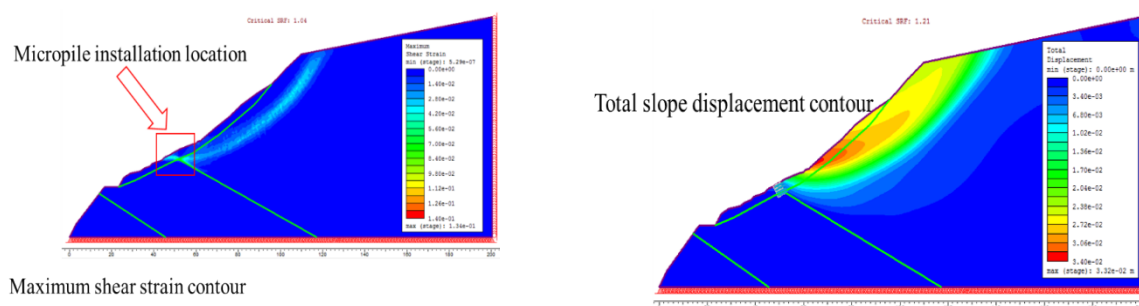 Critical SRF: 1.04
Micropile installation location
Maximum
Shear Strain
min (stage): 5.29e-07
0.00e+00
1.40e-02
2.80e-02
4.20e-02
5.60e-02
7.00e-02
8.40e-02
9.80e-02
1.12e-01
1.26e-01
1.40e-01
max (stage): 1.34e-01
0 20 40 60 80 100 120 140 160 180 200
Maximum shear strain contour
Critical SRF: 1.21
Total slope displacement contour
Total
Displacement
min (stage): 0.00e+00 m
0.00e+00
3.40e-03
6.80e-03
1.02e-02
1.36e-02
1.70e-02
2.04e-02
2.38e-02
2.72e-02
3.06e-02
3.40e-02
max (stage): 3.32e-02 m